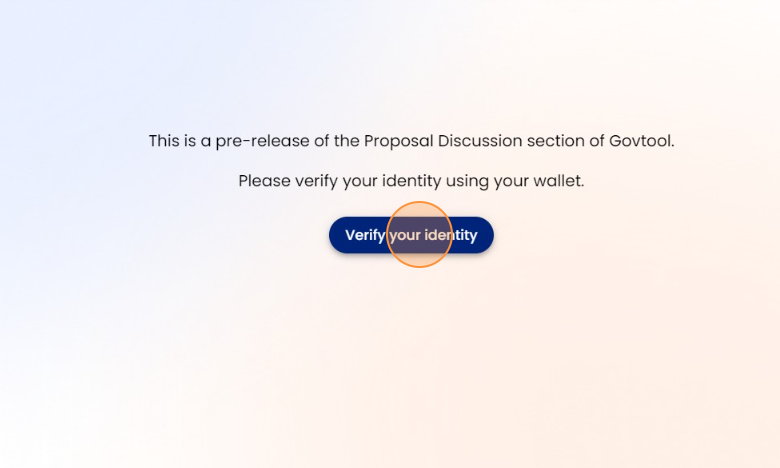 This is a pre-release of the Proposal Discussion section of Govtool.
Please verify your identity using your wallet.
Verify your identity